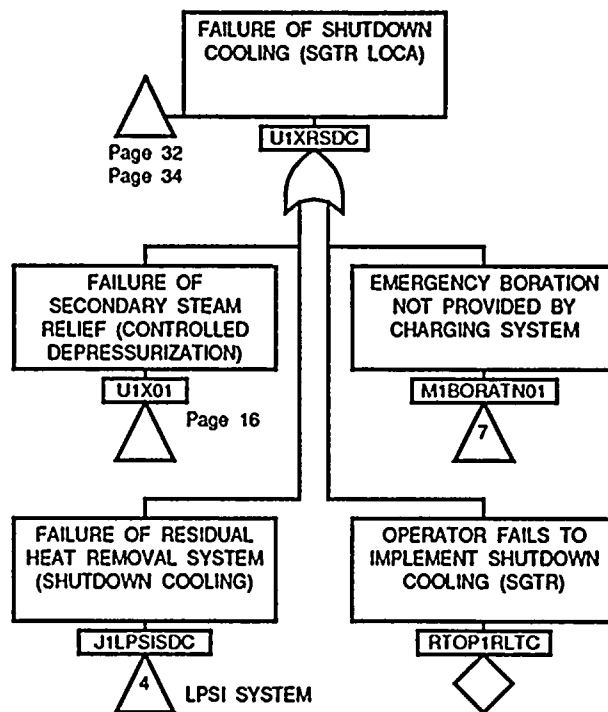 FAILURE OF SHUTDOWN
COOLING (SGTR LOCA)
U1XRSDC
Page 32
Page 34
FAILURE OF
SECONDARY STEAM
RELIEF (CONTROLLED
DEPRESSURIZATION)
U1X01
Page 16
EMERGENCY BORATION
NOT PROVIDED BY
CHARGING SYSTEM
M1BORATN01
7
FAILURE OF RESIDUAL
HEAT REMOVAL SYSTEM
(SHUTDOWN COOLING)
J1LPSISDC
4
LPSI SYSTEM
OPERATOR FAILS TO
IMPLEMENT SHUTDOWN
COOLING (SGTR)
RTOP1RLTC